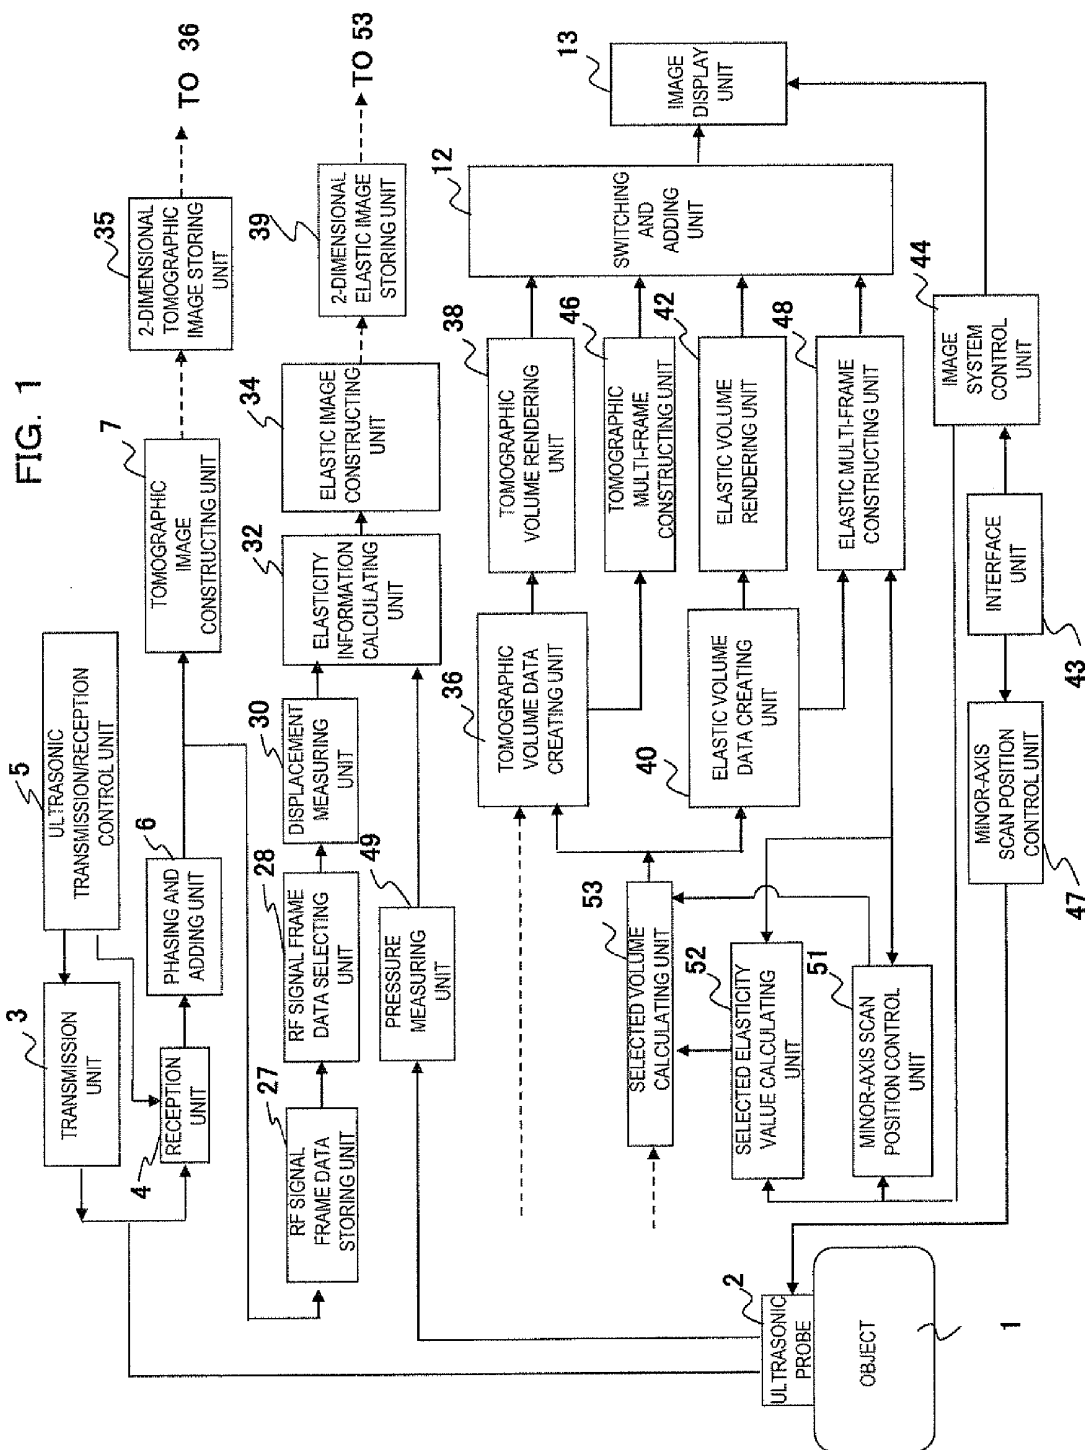 FIG. 1
5
ULTRASONIC
TRANSMISSION/RECEPTION
CONTROL UNIT
3
TRANSMISSION
UNIT
4
RECEPTION
UNIT
6
PHASING AND
ADDING UNIT
7
TOMOGRAPHIC
IMAGE
CONSTRUCTING UNIT
35
2-DIMENSIONAL
TOMOGRAPHIC
IMAGE STORING
UNIT
TO 36
27
RF SIGNAL
FRAME DATA
STORING UNIT
28
RF SIGNAL FRAME
DATA SELECTING
UNIT
30
DISPLACEMENT
MEASURING
UNIT
32
ELASTICITY
INFORMATION
CALCULATING
UNIT
34
ELASTIC IMAGE
CONSTRUCTING
UNIT
39
2-DIMENSIONAL
ELASTIC IMAGE
STORING UNIT
TO 53
49
PRESSURE
MEASURING
UNIT
36
TOMOGRAPHIC
VOLUME DATA
CREATING UNIT
38
TOMOGRAPHIC
VOLUME RENDERING
UNIT
46
TOMOGRAPHIC
MULTI-FRAME
CONSTRUCTING UNIT
12
SWITCHING
AND
ADDING UNIT
13
IMAGE
DISPLAY
UNIT
53
SELECTED VOLUME
CALCULATING UNIT
40
ELASTIC VOLUME
DATA CREATING
UNIT
42
ELASTIC VOLUME
RENDERING UNIT
48
ELASTIC MULTI-FRAME
CONSTRUCTING UNIT
52
SELECTED ELASTICITY
VALUE CALCULATING
UNIT
51
MINOR-AXIS SCAN
POSITION CONTROL
UNIT
44
IMAGE
SYSTEM
CONTROL
UNIT
2
ULTRASONIC
PROBE
OBJECT
1
MINOR-AXIS
SCAN POSITION
CONTROL UNIT
47
INTERFACE
UNIT
43